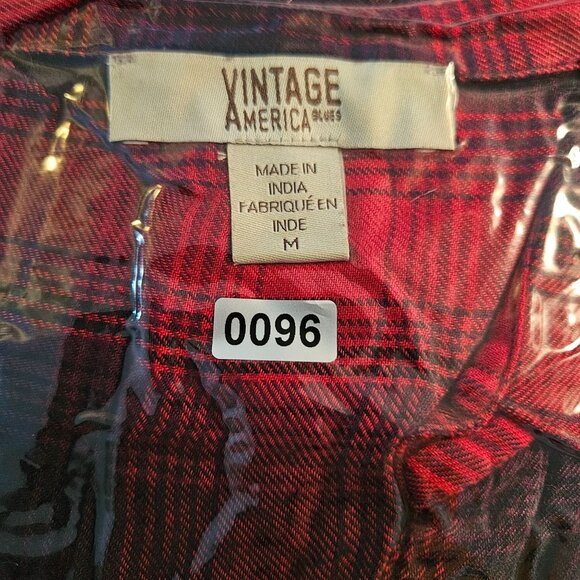 VINTAGE
AMERICA BLUES
MADE IN
INDIA
FABRIQUÉ EN
INDE
M
0096